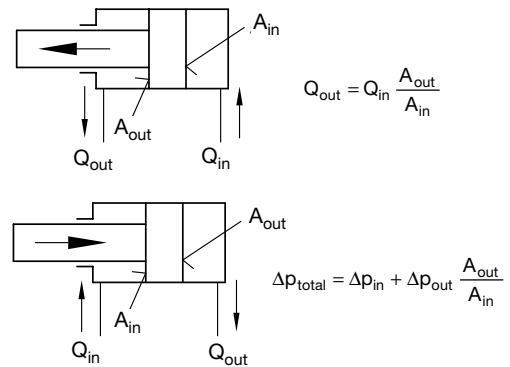 A_in
A_out
Q_out
Q_in
Q_out = Q_in A_out / A_in
A_out
A_in
Q_in
Q_out
Δp_total = Δp_in + Δp_out A_out / A_in